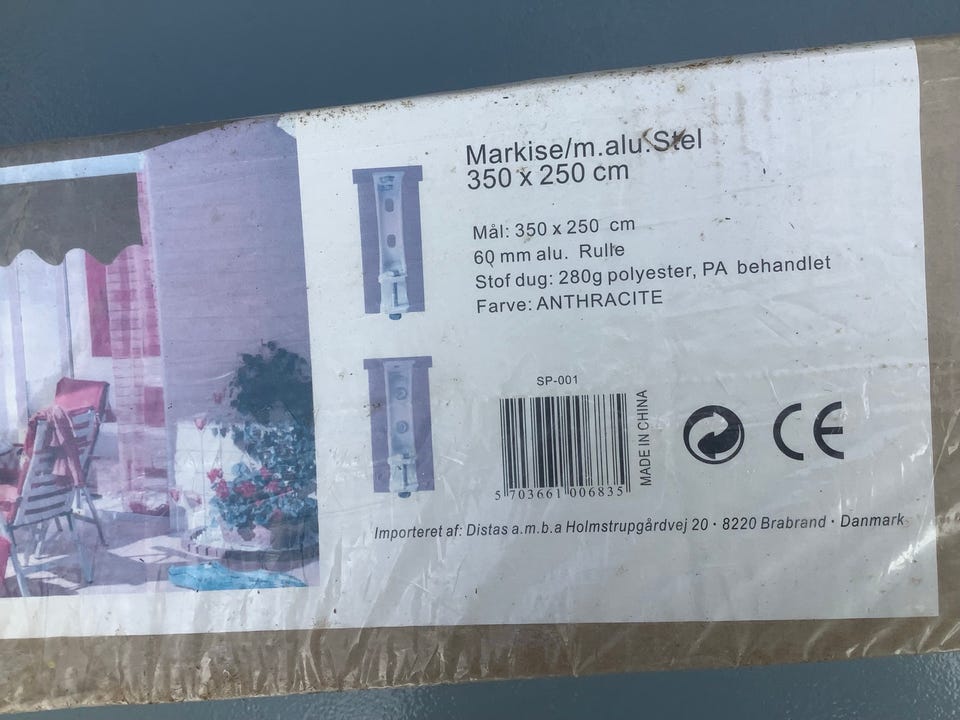 Markise/m.alu.Stel
350 x 250 cm
Mål: 350 x 250 cm
60 mm alu. Rulle
Stof dug: 280g polyester, PA behandlet
Farve: ANTHRACITE
SP-001
MADE IN CHINA
5 703661 006835
CE
Importeret af: Distas a.m.b.a Holmstrupgårdvej 20 · 8220 Brabrand · Danmark